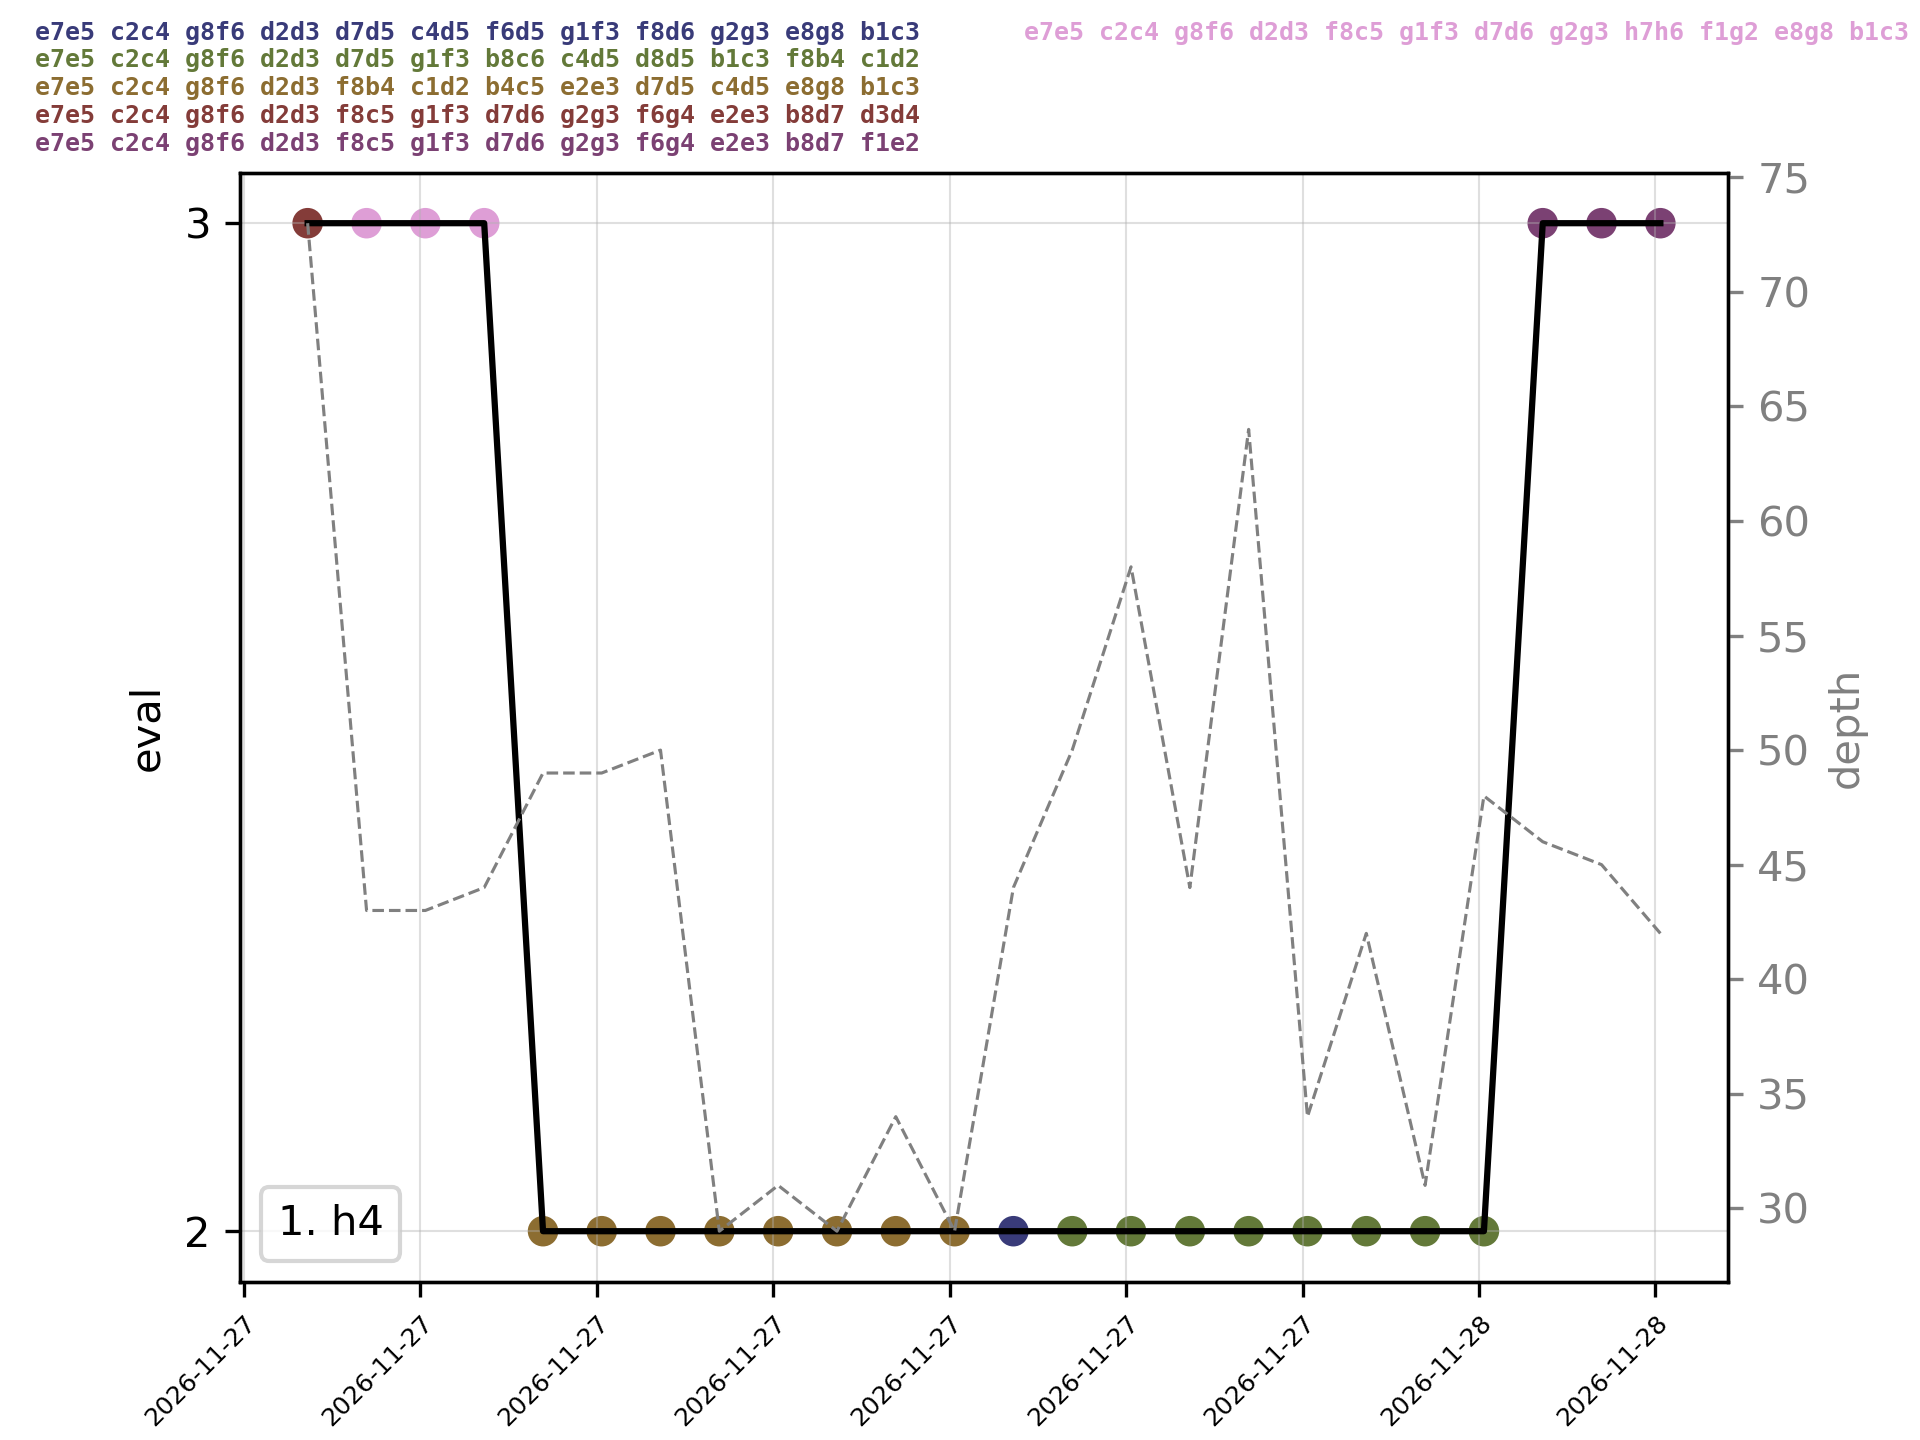 e7e5 c2c4 g8f6 d2d3 d7d5 c4d5 f6d5 g1f3 f8d6 g2g3 e8g8 b1c3
e7e5 c2c4 g8f6 d2d3 d7d5 g1f3 b8c6 c4d5 d8d5 b1c3 f8b4 c1d2
e7e5 c2c4 g8f6 d2d3 f8b4 c1d2 b4c5 e2e3 d7d5 c4d5 e8g8 b1c3
e7e5 c2c4 g8f6 d2d3 f8c5 g1f3 d7d6 g2g3 f6g4 e2e3 b8d7 d3d4
e7e5 c2c4 g8f6 d2d3 f8c5 g1f3 d7d6 g2g3 f6g4 e2e3 b8d7 f1e2
e7e5 c2c4 g8f6 d2d3 f8c5 g1f3 d7d6 g2g3 h7h6 f1g2 e8g8 b1c3
3
2
eval
1. h4
75
70
65
60
55
50
45
40
35
30
depth
2026-11-27
2026-11-27
2026-11-27
2026-11-27
2026-11-27
2026-11-27
2026-11-27
2026-11-28
2026-11-28